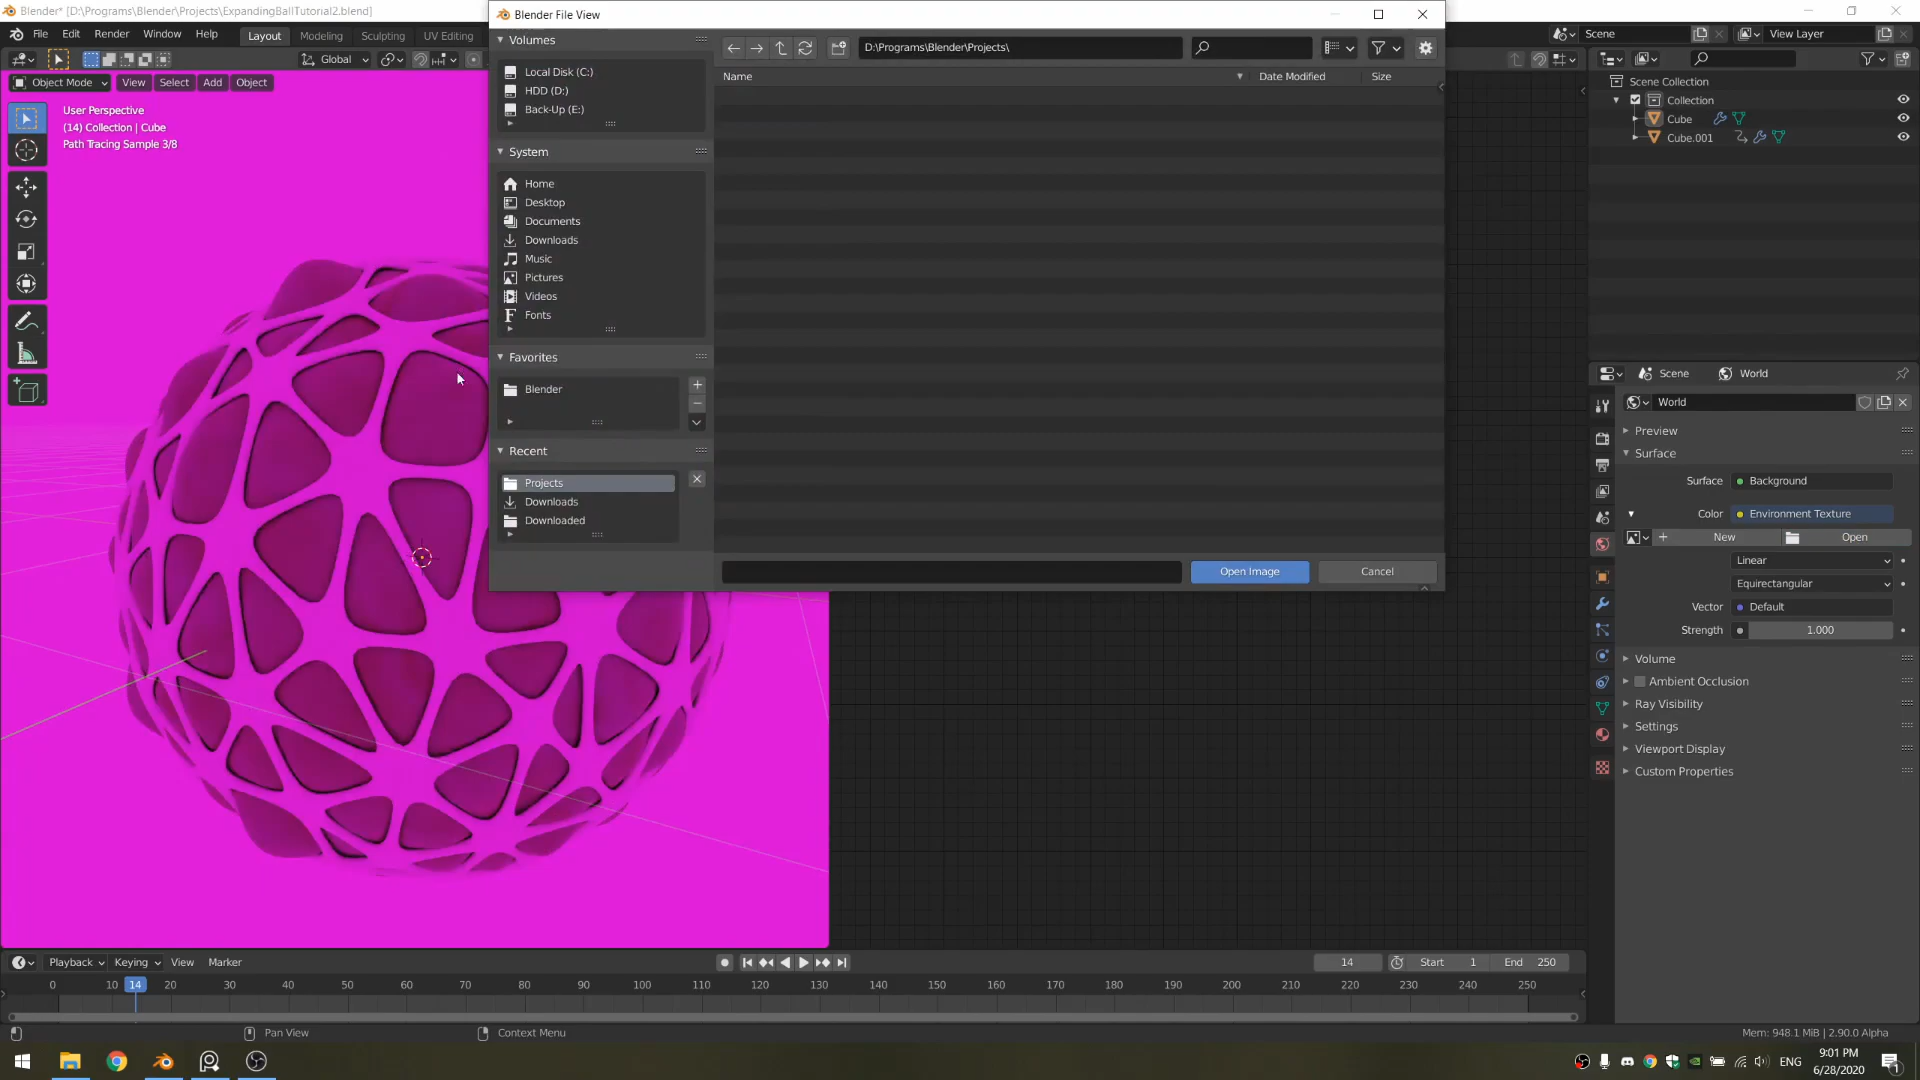 Blender* [D:\Programs\Blender\Projects\ExpandingBallTutorial2.blend]
Blender File View
File Edit Render Window Help Layout Modeling Sculpting UV Editing
Scene View Layer
Volumes
D:\Programs\Blender\Projects\
Global
Object Mode View Select Add Object
Name Date Modified Size
Local Disk (C:)
HDD (D:)
Back-Up (E:)
User Perspective
(14) Collection | Cube
Path Tracing Sample 3/8
Scene Collection
Collection
Cube
Cube.001
System
Home
Desktop
Documents
Downloads
Music
Pictures
Videos
Fonts
Favorites
Blender
Recent
Projects
Downloads
Downloaded
Open Image Cancel
Scene World
World
Preview
Surface
Surface Background
Color Environment Texture
New Open
Linear
Equirectangular
Vector Default
Strength 1.000
Volume
Ambient Occlusion
Ray Visibility
Settings
Viewport Display
Custom Properties
Playback Keying View Marker
14 Start 1 End 250
0 10 14 20 30 40 50 60 70 80 90 100 110 120 130 140 150 160 170 180 190 200 210 220 230 240 250
Pan View Context Menu
Mem: 948.1 MiB | 2.90.0 Alpha
ENG
9:01 PM
6/28/2020
1